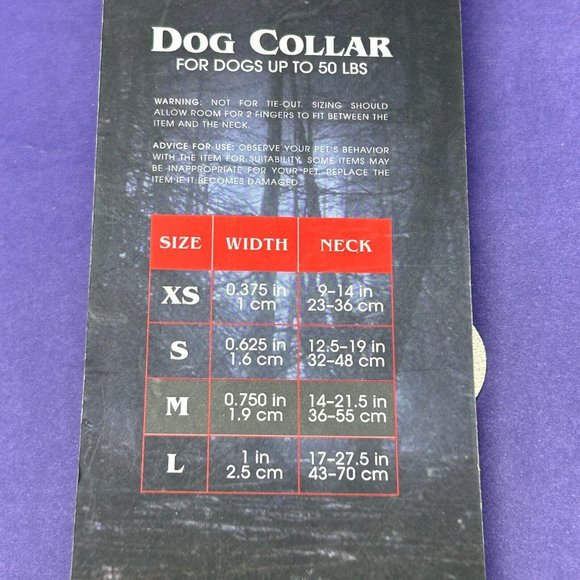 DOG COLLAR
FOR DOGS UP TO 50 LBS
WARNING: NOT FOR TIE-OUT. SIZING SHOULD
ALLOW ROOM FOR 2 FINGERS TO FIT BETWEEN THE
ITEM AND THE NECK.
ADVICE FOR USE: OBSERVE YOUR PET'S BEHAVIOR
WITH THE ITEM FOR SUITABILITY. SOME ITEMS MAY
BE INAPPROPRIATE FOR YOUR PET. REPLACE THE
ITEM IF IT BECOMES DAMAGED.
SIZE WIDTH NECK
XS 0.375 in 9-14 in
1 cm 23-36 cm
S 0.625 in 12.5-19 in
1.6 cm 32-48 cm
M 0.750 in 14-21.5 in
1.9 cm 36-55 cm
L 1 in 17-27.5 in
2.5 cm 43-70 cm